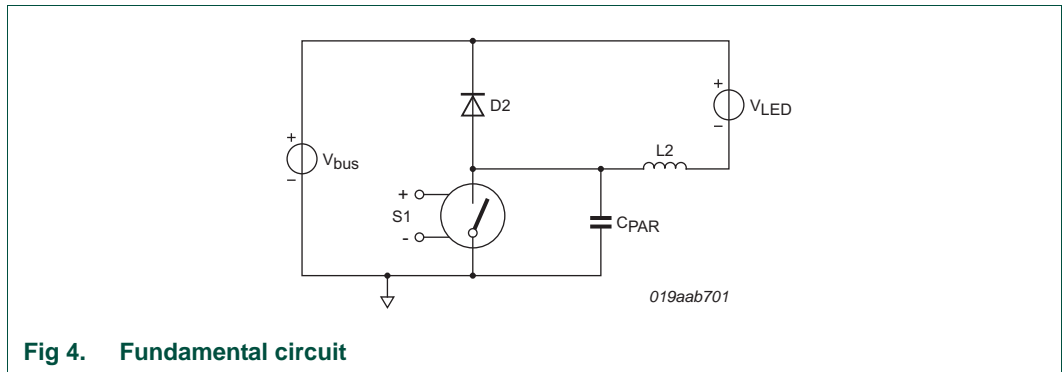 D2
+
VLED
−
L2
+
Vbus
−
+
S1
-
CPAR
019aab701
Fig 4. Fundamental circuit